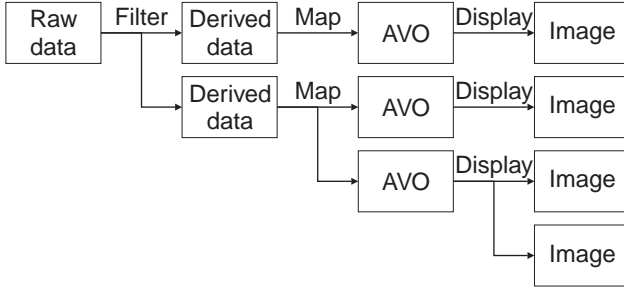 Raw
data
Filter
Derived
data
Map
AVO
Display
Image
Derived
data
Map
AVO
Display
Image
AVO
Display
Image
Image